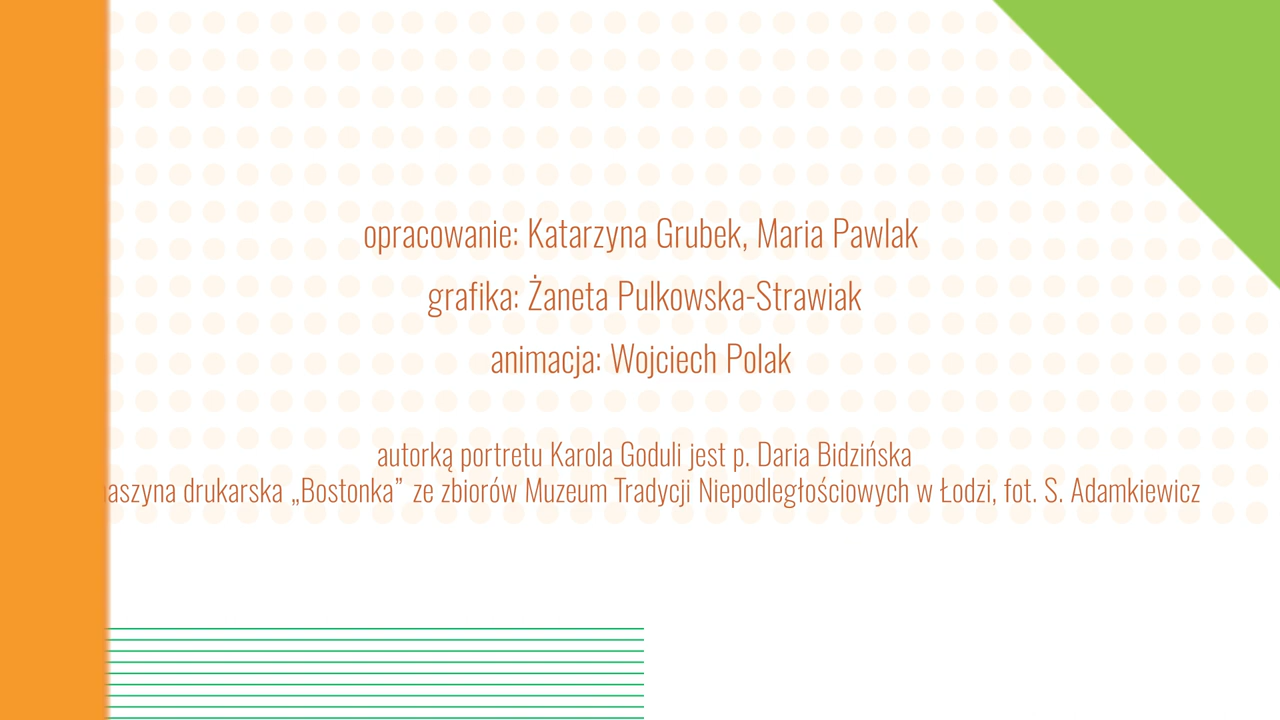 opracowanie: Katarzyna Grubek, Maria Pawlak
grafika: Żaneta Pulkowska-Strawiak
animacja: Wojciech Polak
autorką portretu Karola Goduli jest p. Daria Bidzińska
aszyna drukarska „Bostonka” ze zbiorów Muzeum Tradycji Niepodległościowych w Łodzi, fot. S. Adamkiewicz